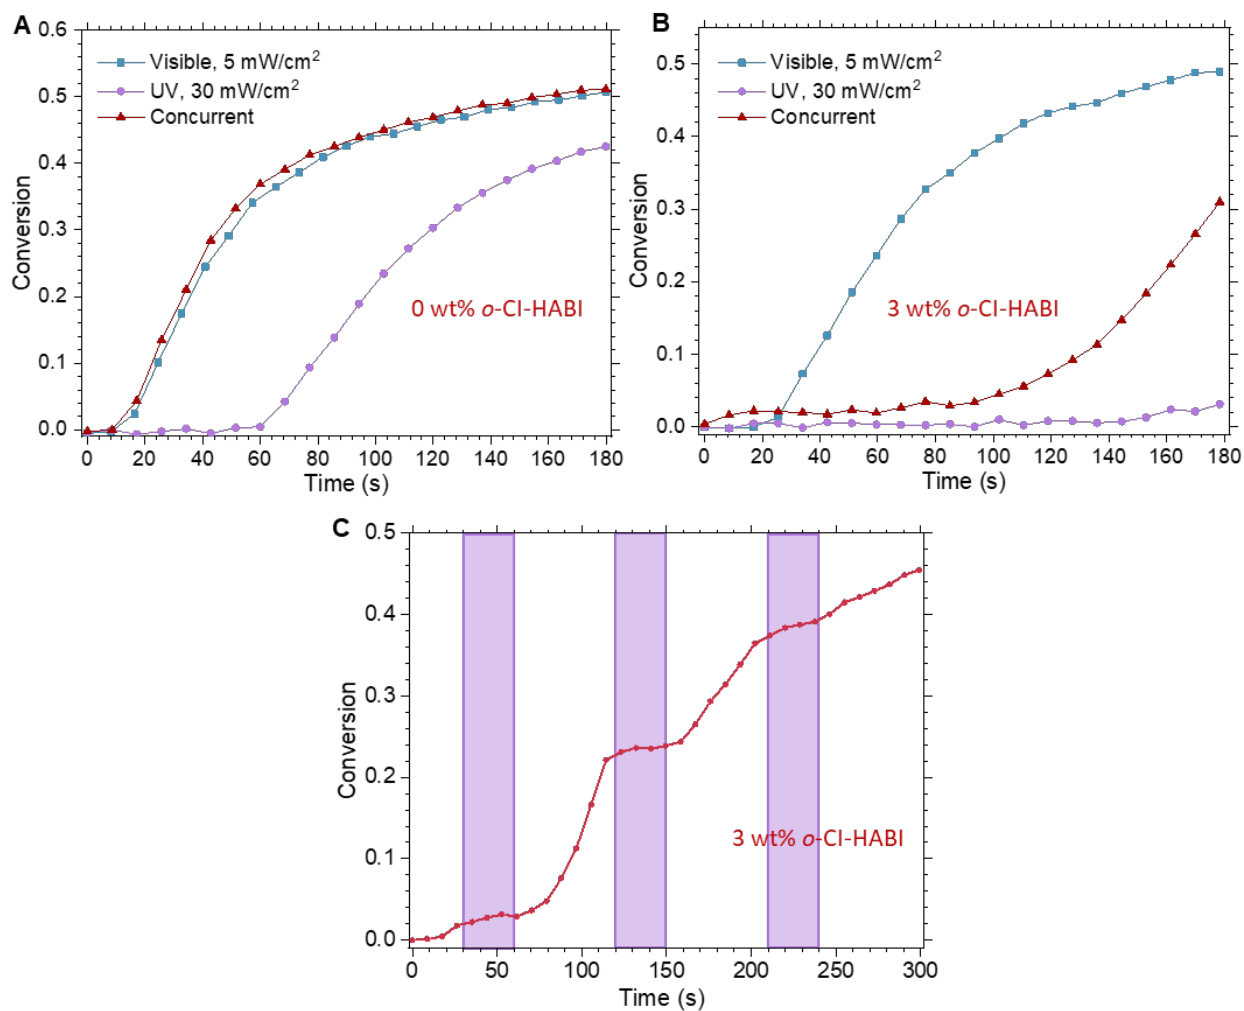 A
0.6
0.5
0.4
0.3
0.2
0.1
0.0
Conversion
Visible, 5 mW/cm²
UV, 30 mW/cm²
Concurrent
0 wt% o-Cl-HABI
0 20 40 60 80 100 120 140 160 180
Time (s)
B
0.5
0.4
0.3
0.2
0.1
0.0
Conversion
Visible, 5 mW/cm²
UV, 30 mW/cm²
Concurrent
3 wt% o-Cl-HABI
0 20 40 60 80 100 120 140 160 180
Time (s)
C
0.5
0.4
0.3
0.2
0.1
0.0
Conversion
3 wt% o-Cl-HABI
0 50 100 150 200 250 300
Time (s)